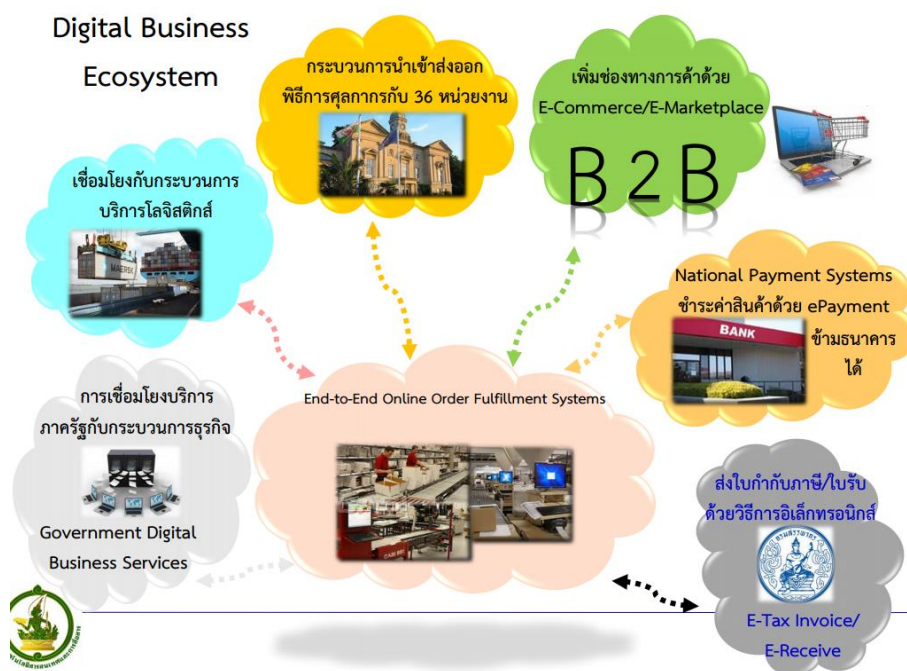 Digital Business
Ecosystem
กระบวนการนำเข้าส่งออก
พิธีการศุลกากรกับ 36 หน่วยงาน
เพิ่มช่องทางการค้าด้วย
E-Commerce/E-Marketplace
B 2 B
เชื่อมโยงกับกระบวนการ
บริการโลจิสติกส์
MAERSK
National Payment Systems
ชำระค่าสินค้าด้วย ePayment
BANK
ข้ามธนาคาร
ได้
End-to-End Online Order Fulfillment Systems
การเชื่อมโยงบริการ
ภาครัฐกับกระบวนการธุรกิจ
Government Digital
Business Services
ส่งใบกำกับภาษี/ใบรับ
ด้วยวิธีการอิเล็กทรอนิกส์
กรมสรรพากร
E-Tax Invoice/
E-Receive